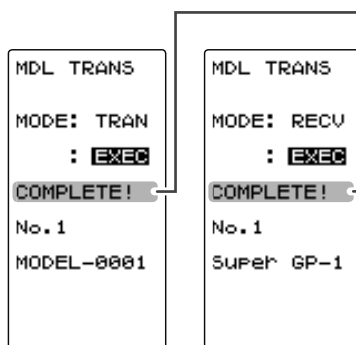 MDL TRANS
MODE: TRAN
: EXEC
COMPLETE!
No.1
MODEL-0001
MDL TRANS
MODE: RECV
: EXEC
COMPLETE!
No.1
Super GP-1